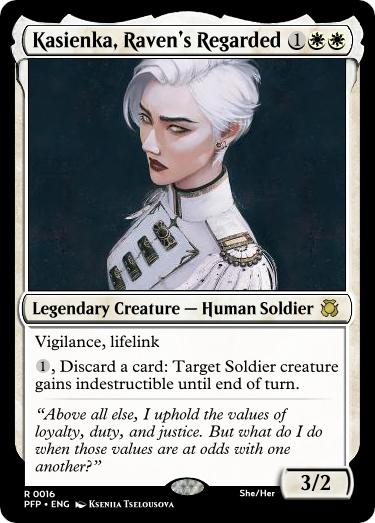 Kasienka, Raven's Regarded 1
Legendary Creature — Human Soldier
Vigilance, lifelink
1, Discard a card: Target Soldier creature
gains indestructible until end of turn.
“Above all else, I uphold the values of
loyalty, duty, and justice. But what do I do
when those values are at odds with one
another?”
3/2
R 0016
She/Her
PFP • ENG Kseniia Tselousova